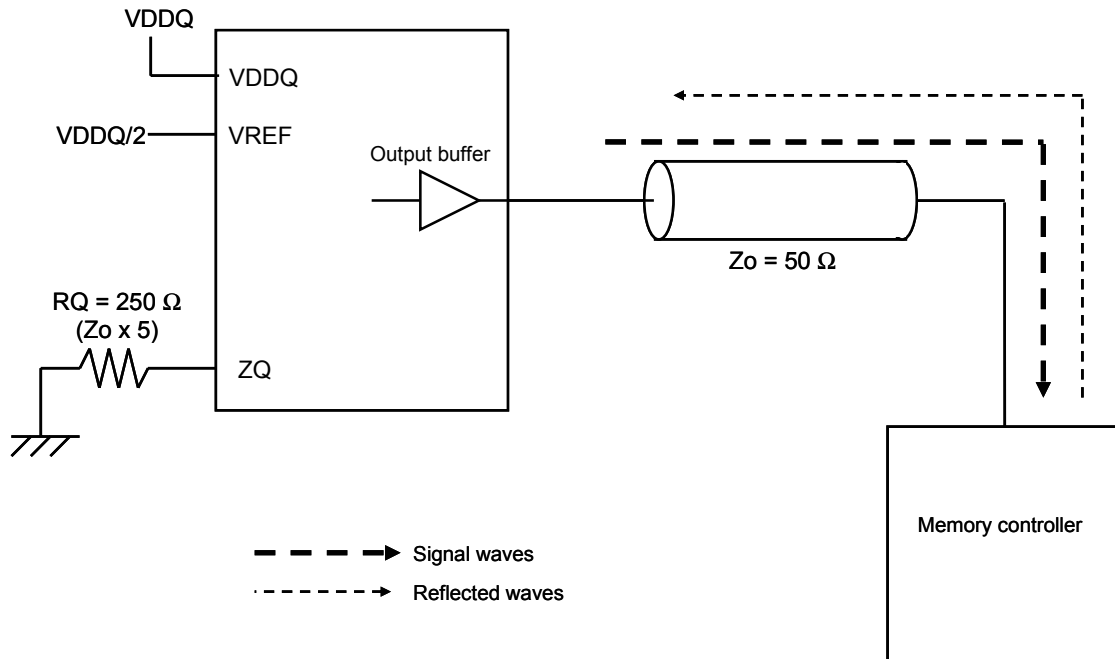 VDDQ
VDDQ
VDDQ/2
VREF
Output buffer
Zo = 50 Ω
RQ = 250 Ω
(Zo x 5)
ZQ
Memory controller
Signal waves
Reflected waves